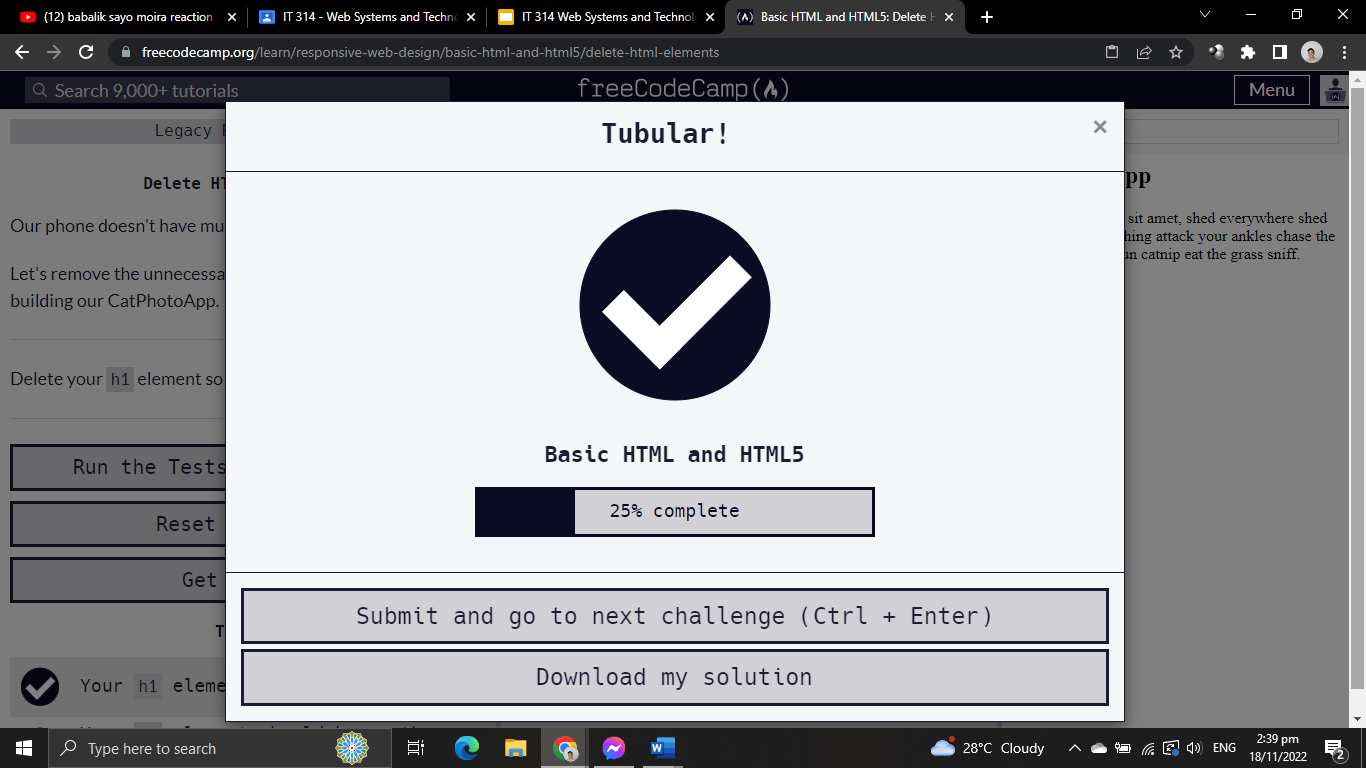 (12) babalik sayo moira reaction
IT 314 - Web Systems and Techno
IT 314 Web Systems and Technolo
Basic HTML and HTML5: Delete H
freecodecamp.org/learn/responsive-web-design/basic-html-and-html5/delete-html-elements
Search 9,000+ tutorials
freeCodeCamp
Menu
Legacy
Tubular!
Delete HT
pp
Our phone doesn't have mu
sit amet, shed everywhere shed
hing attack your ankles chase the
catnip eat the grass sniff.
Let's remove the unnecessa
building our CatPhotoApp.
Delete your h1 element so
Basic HTML and HTML5
25% complete
Run the Tests
Reset
Get
Submit and go to next challenge (Ctrl + Enter)
Download my solution
Your h1 eleme
Type here to search
28°C Cloudy
ENG
2:39 pm
18/11/2022
2